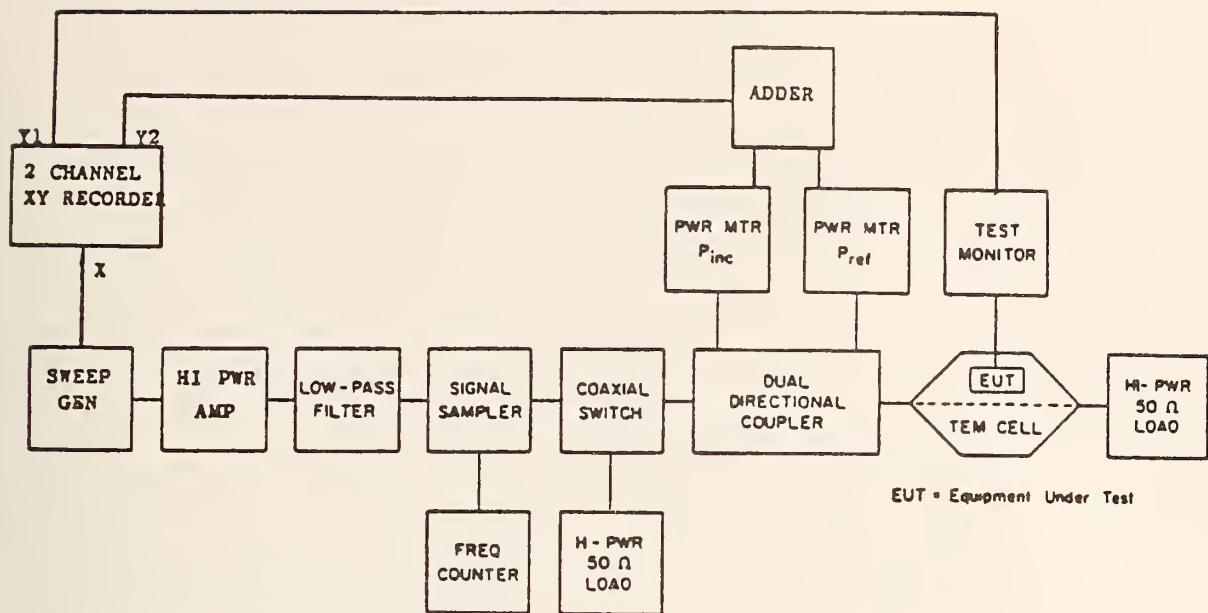 ADDER
Y1
Y2
2 CHANNEL
XY RECORDER
PWR MTR
Pinc
PWR MTR
Pref
TEST
MONITOR
X
SWEEP
GEN
HI PWR
AMP
LOW-PASS
FILTER
SIGNAL
SAMPLER
COAXIAL
SWITCH
DUAL
DIRECTIONAL
COUPLER
EUT
TEM CELL
HI-PWR
50 Ω
LOAD
EUT = Equipment Under Test
FREQ
COUNTER
H-PWR
50 Ω
LOAD